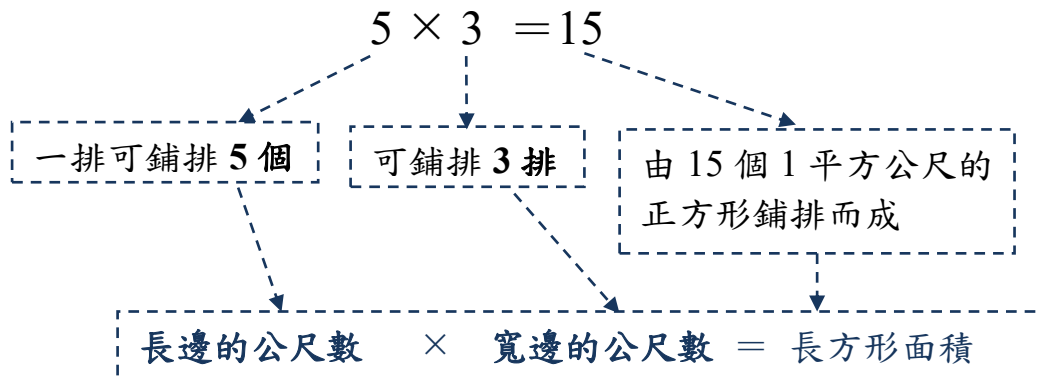 5 × 3 ＝15
一排可鋪排 5 個
可鋪排 3 排
由 15 個 1 平方公尺的
正方形鋪排而成
長邊的公尺數 × 寬邊的公尺數 ＝ 長方形面積